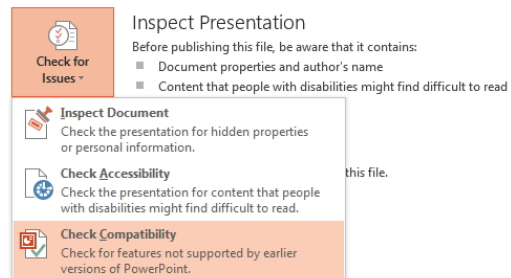 Inspect Presentation
Before publishing this file, be aware that it contains:
Document properties and author's name
Content that people with disabilities might find difficult to read
Check for
Issues
Inspect Document
Check the presentation for hidden properties
or personal information.
Check Accessibility
Check the presentation for content that people
with disabilities might find difficult to read.
this file.
Check Compatibility
Check for features not supported by earlier
versions of PowerPoint.